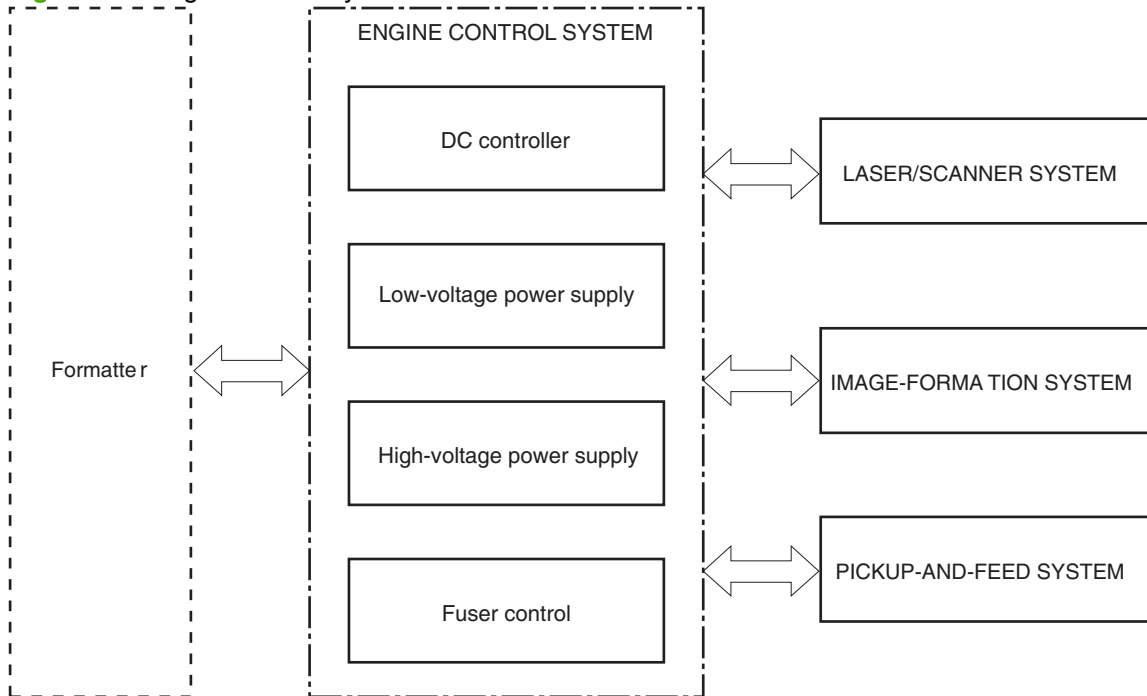 ENGINE CONTROL SYSTEM
DC controller
LASER/SCANNER SYSTEM
Low-voltage power supply
Formatter
IMAGE-FORMA TION SYSTEM
High-voltage power supply
PICKUP-AND-FEED SYSTEM
Fuser control